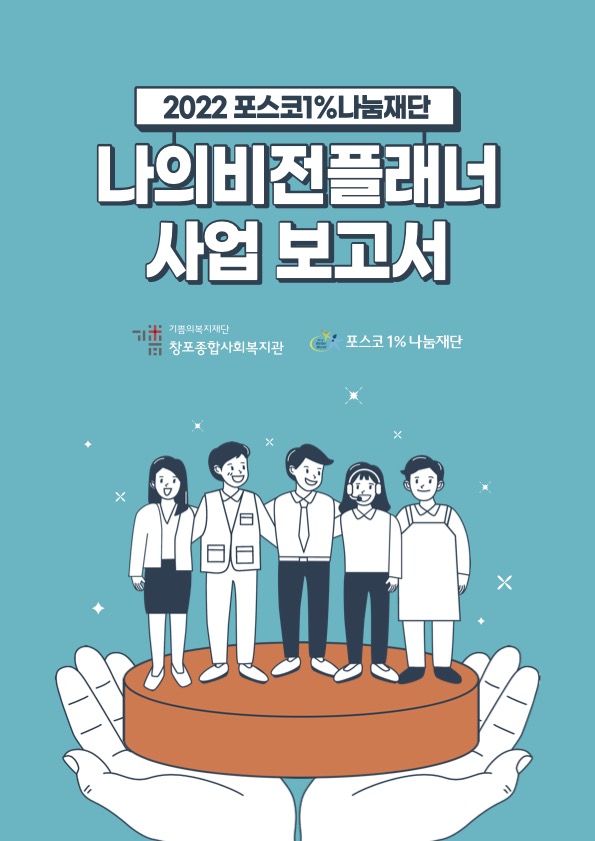 2022 포스코1%나눔재단
나의비전플래너
사업 보고서
기쁨의복지재단
창포종합사회복지관
포스코 1% 나눔재단